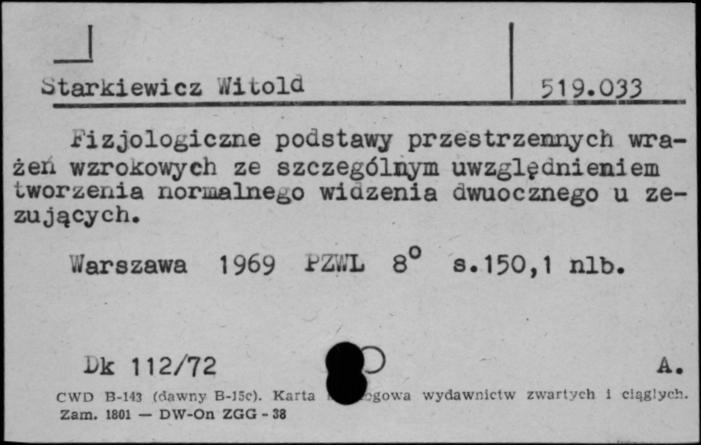 Starkiewicz Witold 519.033
Fizjologiczne podstawy przestrzennych wra-
żeń wzrokowych ze szczególnym uwzględnieniem
tworzenia normalnego widzenia dwuocznego u ze-
zujących.
Warszawa 1969 PZWL 8° s.150,1 nlb.
Dk 112/72 A.
CWD B-143 (dawny B-15c). Karta wydawnictw zwartych i ciągłych.
Zam. 1801 — DW-On ZGG - 38